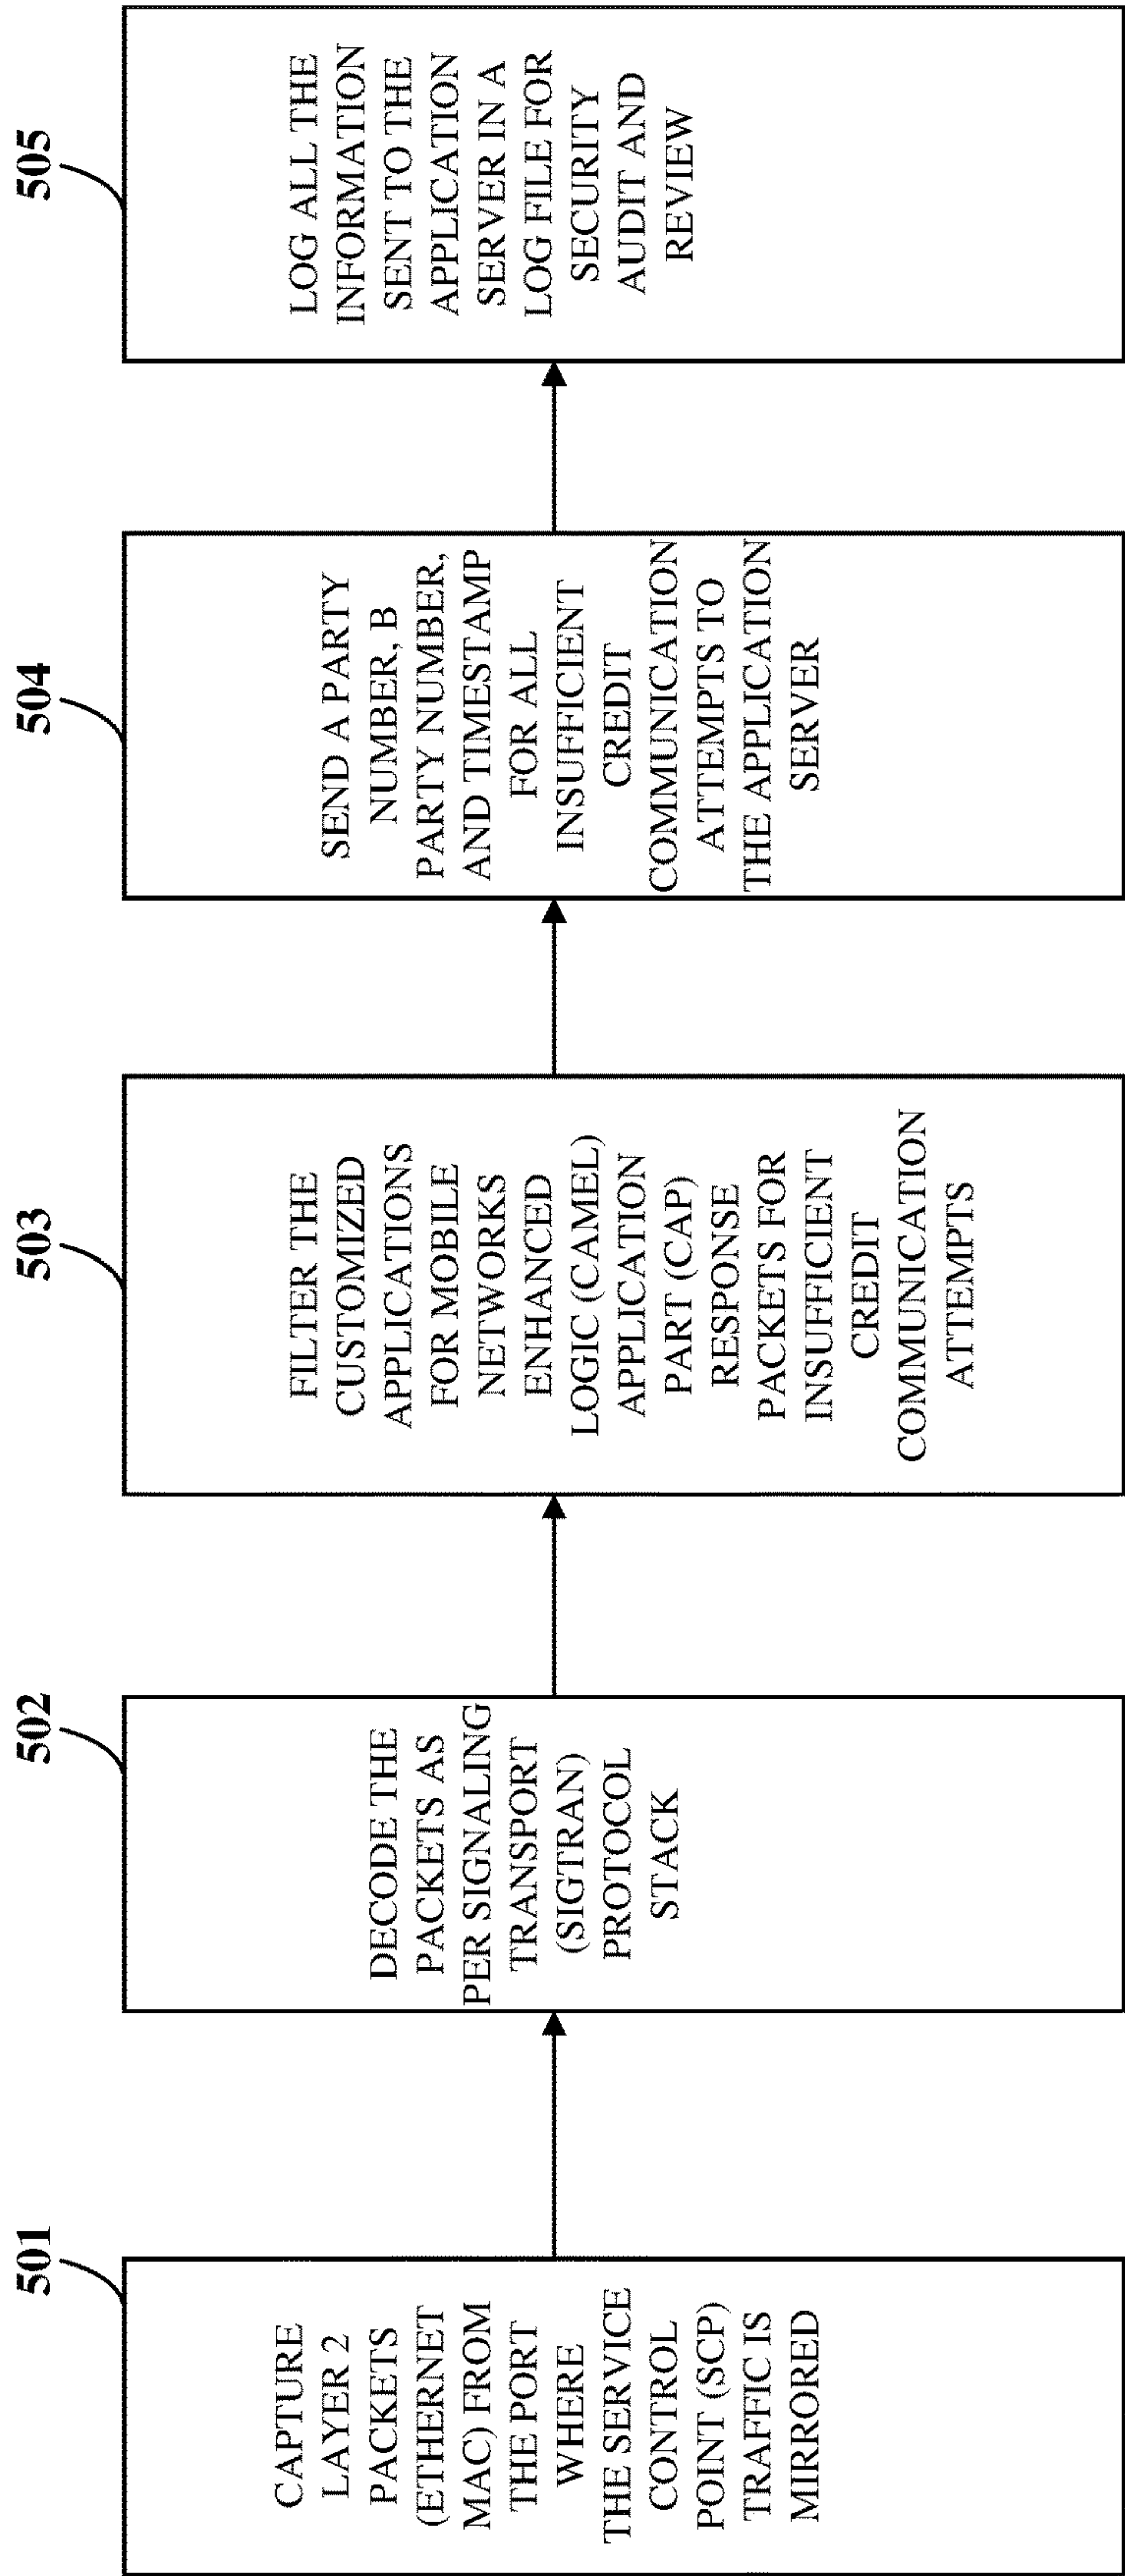 501
CAPTURE
LAYER 2
PACKETS
(ETHERNET
MAC) FROM
THE PORT
WHERE
THE SERVICE
CONTROL
POINT (SCP)
TRAFFIC IS
MIRRORED
502
DECODE THE
PACKETS AS
PER SIGNALING
TRANSPORT
(SIGTRAN)
PROTOCOL
STACK
503
FILTER THE
CUSTOMIZED
APPLICATIONS
FOR MOBILE
NETWORKS
ENHANCED
LOGIC (CAMEL)
APPLICATION
PART (CAP)
RESPONSE
PACKETS FOR
INSUFFICIENT
CREDIT
COMMUNICATION
ATTEMPTS
504
SEND A PARTY
NUMBER, B
PARTY NUMBER,
AND TIMESTAMP
FOR ALL
INSUFFICIENT
CREDIT
COMMUNICATION
ATTEMPTS TO
THE APPLICATION
SERVER
505
LOG ALL THE
INFORMATION
SENT TO THE
APPLICATION
SERVER IN A
LOG FILE FOR
SECURITY
AUDIT AND
REVIEW